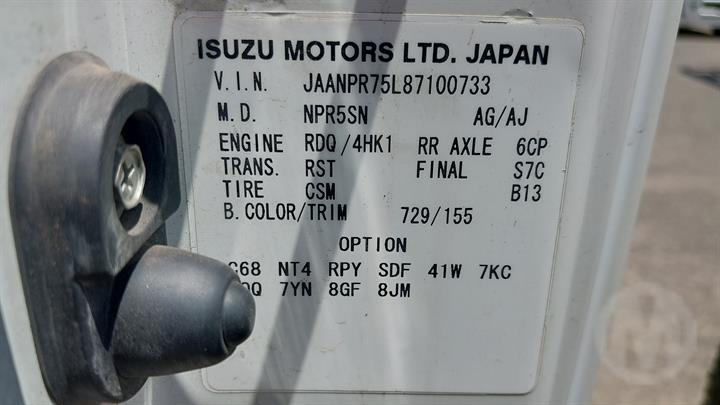 ISUZU MOTORS LTD. JAPAN
V.I.N. JAANPR75L87100733
M.D. NPR5SN AG/AJ
ENGINE RDQ/4HK1 RR AXLE 6CP
TRANS. RST FINAL S7C
TIRE CSM B13
B.COLOR/TRIM 729/155
OPTION
NT4 RPY SDF 41W 7KC
7YN 8GF 8JM